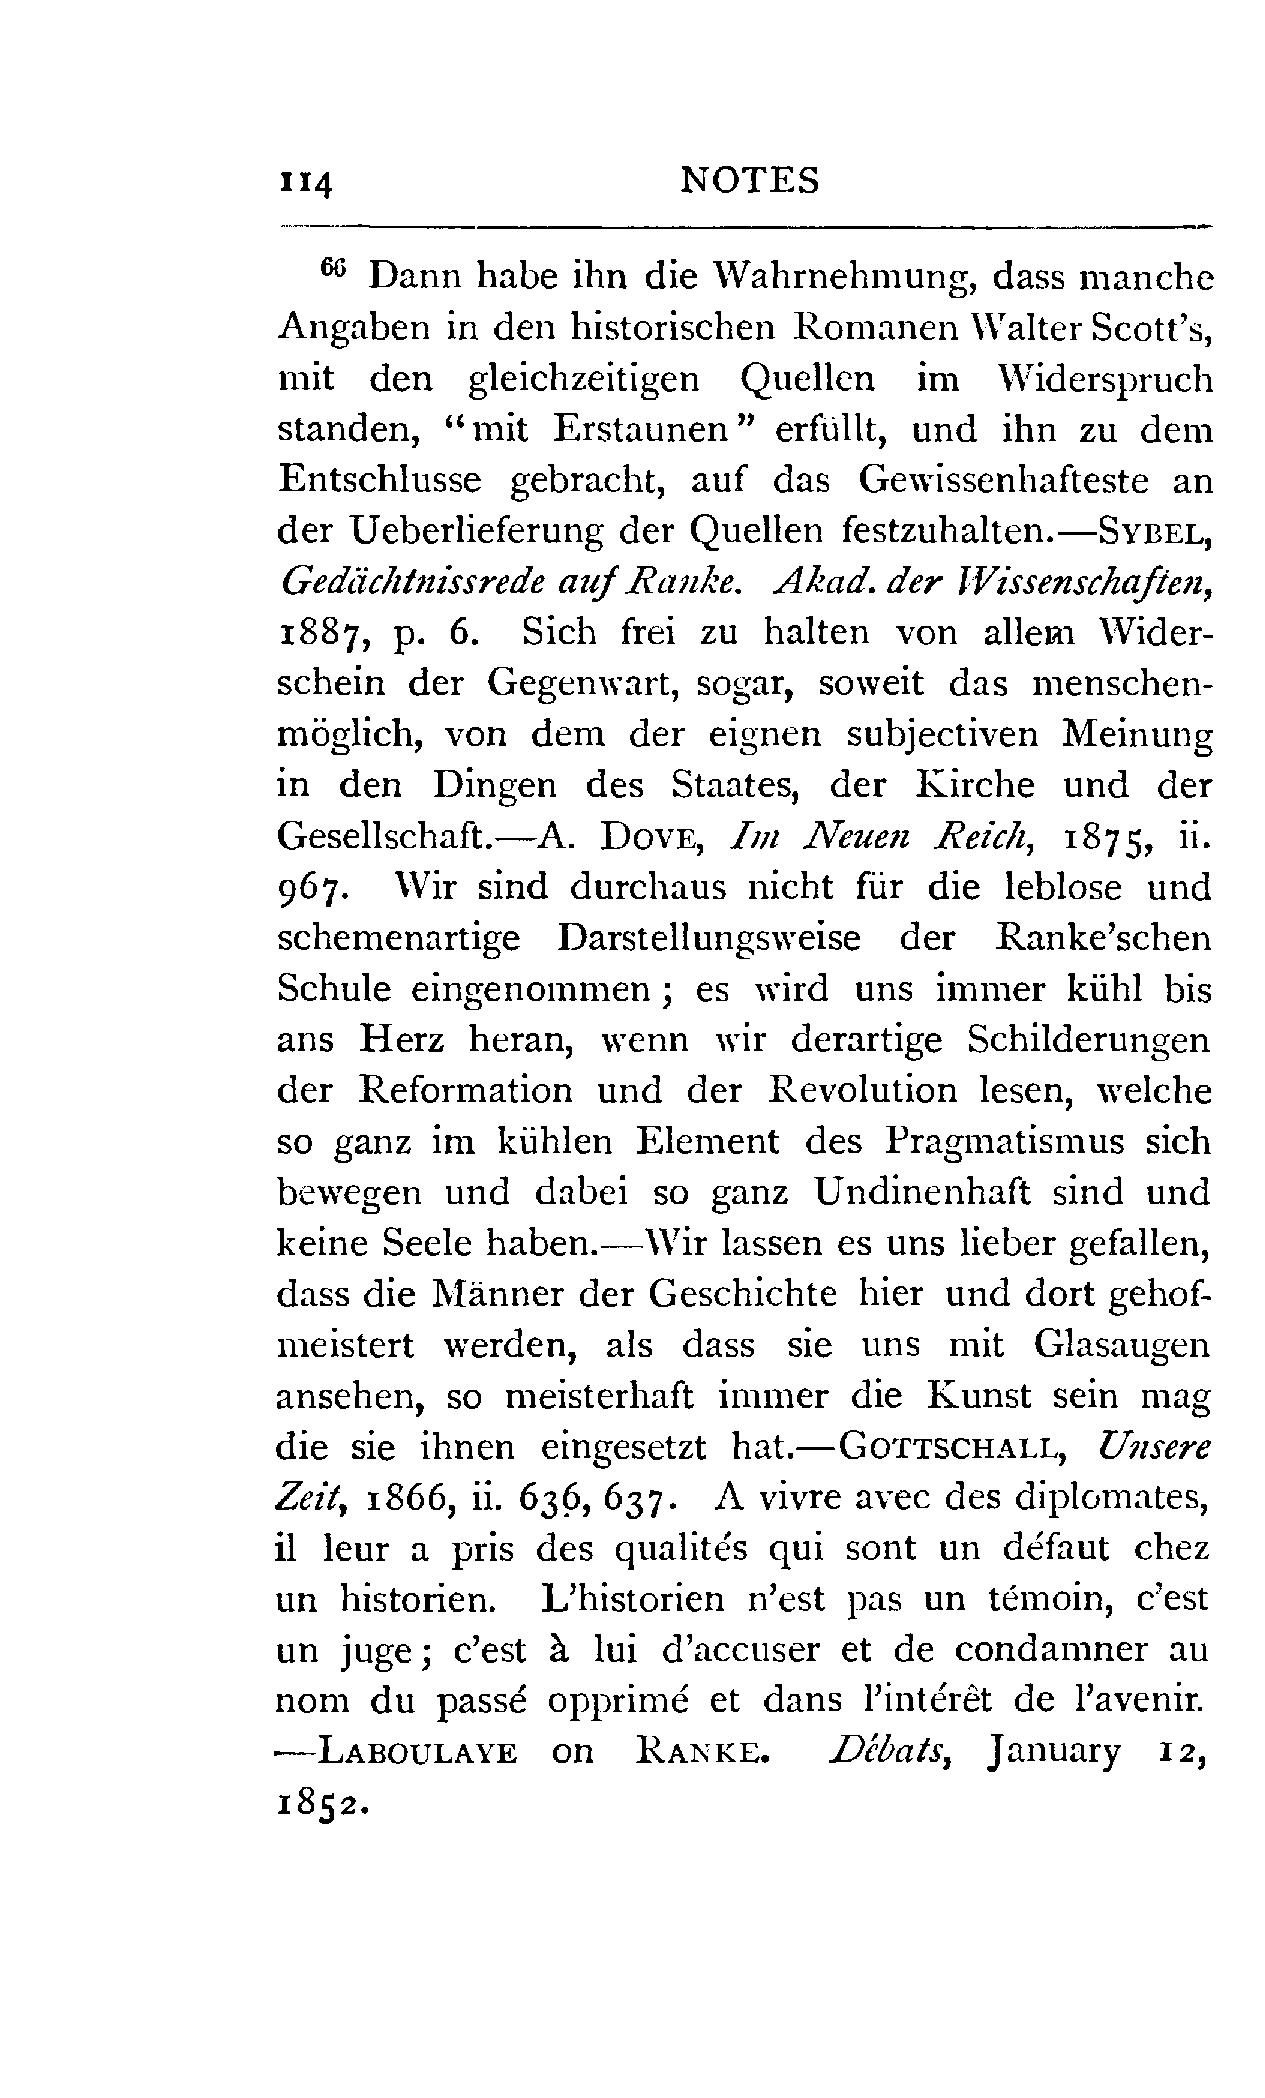 114 NOTES
66 Dann habe ihn die Wahrnehmung, dass manche
Angaben in den historischen Romanen Walter Scott's,
mit den gleichzeitigen Quellen im Widerspruch
standen, “mit Erstaunen” erfüllt, und ihn zu dem
Entschlusse gebracht, auf das Gewissenhafteste an
der Ueberlieferung der Quellen festzuhalten.—SYBEL,
Gedächtnissrede auf Ranke. Akad. der Wissenschaften,
1887, p. 6. Sich frei zu halten von allem Wider-
schein der Gegenwart, sogar, soweit das menschen-
möglich, von dem der eignen subjectiven Meinung
in den Dingen des Staates, der Kirche und der
Gesellschaft.—A. DOVE, Im Neuen Reich, 1875, ii.
967. Wir sind durchaus nicht für die leblose und
schemenartige Darstellungsweise der Ranke'schen
Schule eingenommen ; es wird uns immer kühl bis
ans Herz heran, wenn wir derartige Schilderungen
der Reformation und der Revolution lesen, welche
so ganz im kühlen Element des Pragmatismus sich
bewegen und dabei so ganz Undinenhaft sind und
keine Seele haben.—Wir lassen es uns lieber gefallen,
dass die Männer der Geschichte hier und dort gehof-
meistert werden, als dass sie uns mit Glasaugen
ansehen, so meisterhaft immer die Kunst sein mag
die sie ihnen eingesetzt hat.—GOTTSCHALL, Unsere
Zeit, 1866, ii. 636, 637. A vivre avec des diplomates,
il leur a pris des qualités qui sont un défaut chez
un historien. L'historien n'est pas un témoin, c'est
un juge ; c'est à lui d'accuser et de condamner au
nom du passé opprimé et dans l'intérêt de l'avenir.
—LABOULAYE on RANKE. Débats, January 12,
1852.